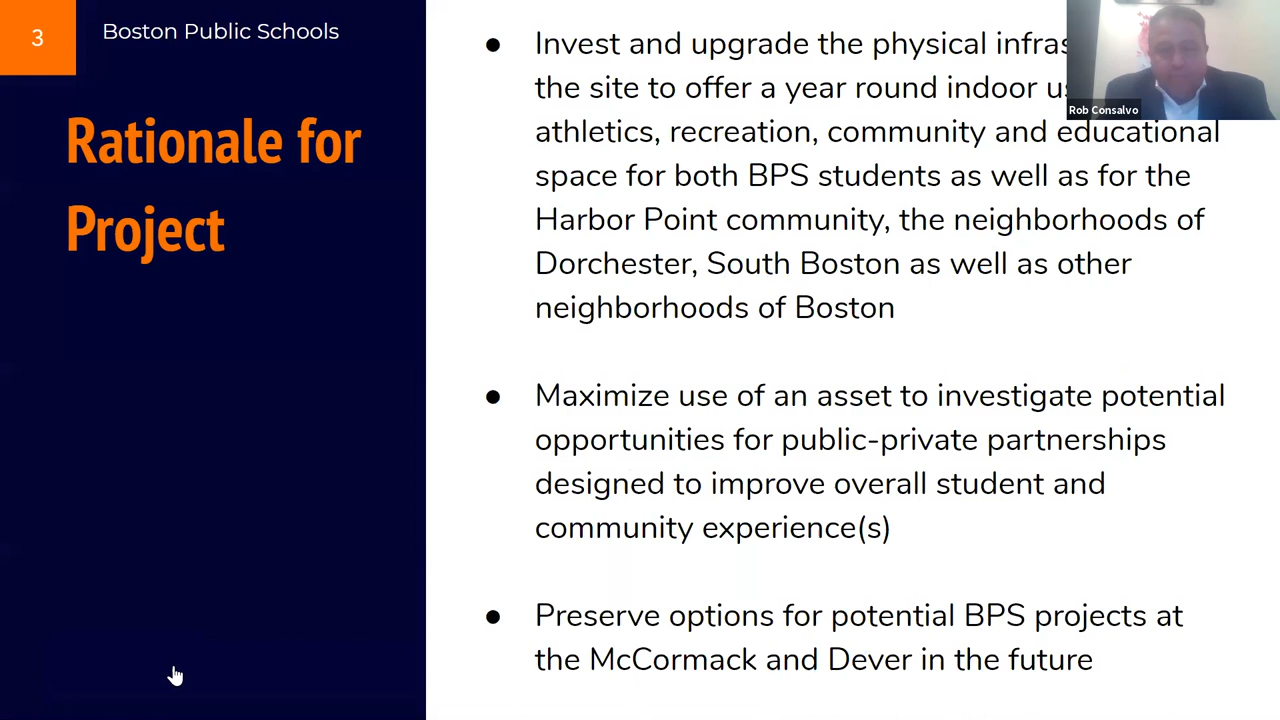 3
Boston Public Schools
Rationale for
Project
● Invest and upgrade the physical
the site to offer a year round indoor
athletics, recreation, community and educational
space for both BPS students as well as for the
Harbor Point community, the neighborhoods of
Dorchester, South Boston as well as other
neighborhoods of Boston
● Maximize use of an asset to investigate potential
opportunities for public-private partnerships
designed to improve overall student and
community experience(s)
● Preserve options for potential BPS projects at
the McCormack and Dever in the future
Rob Consalvo